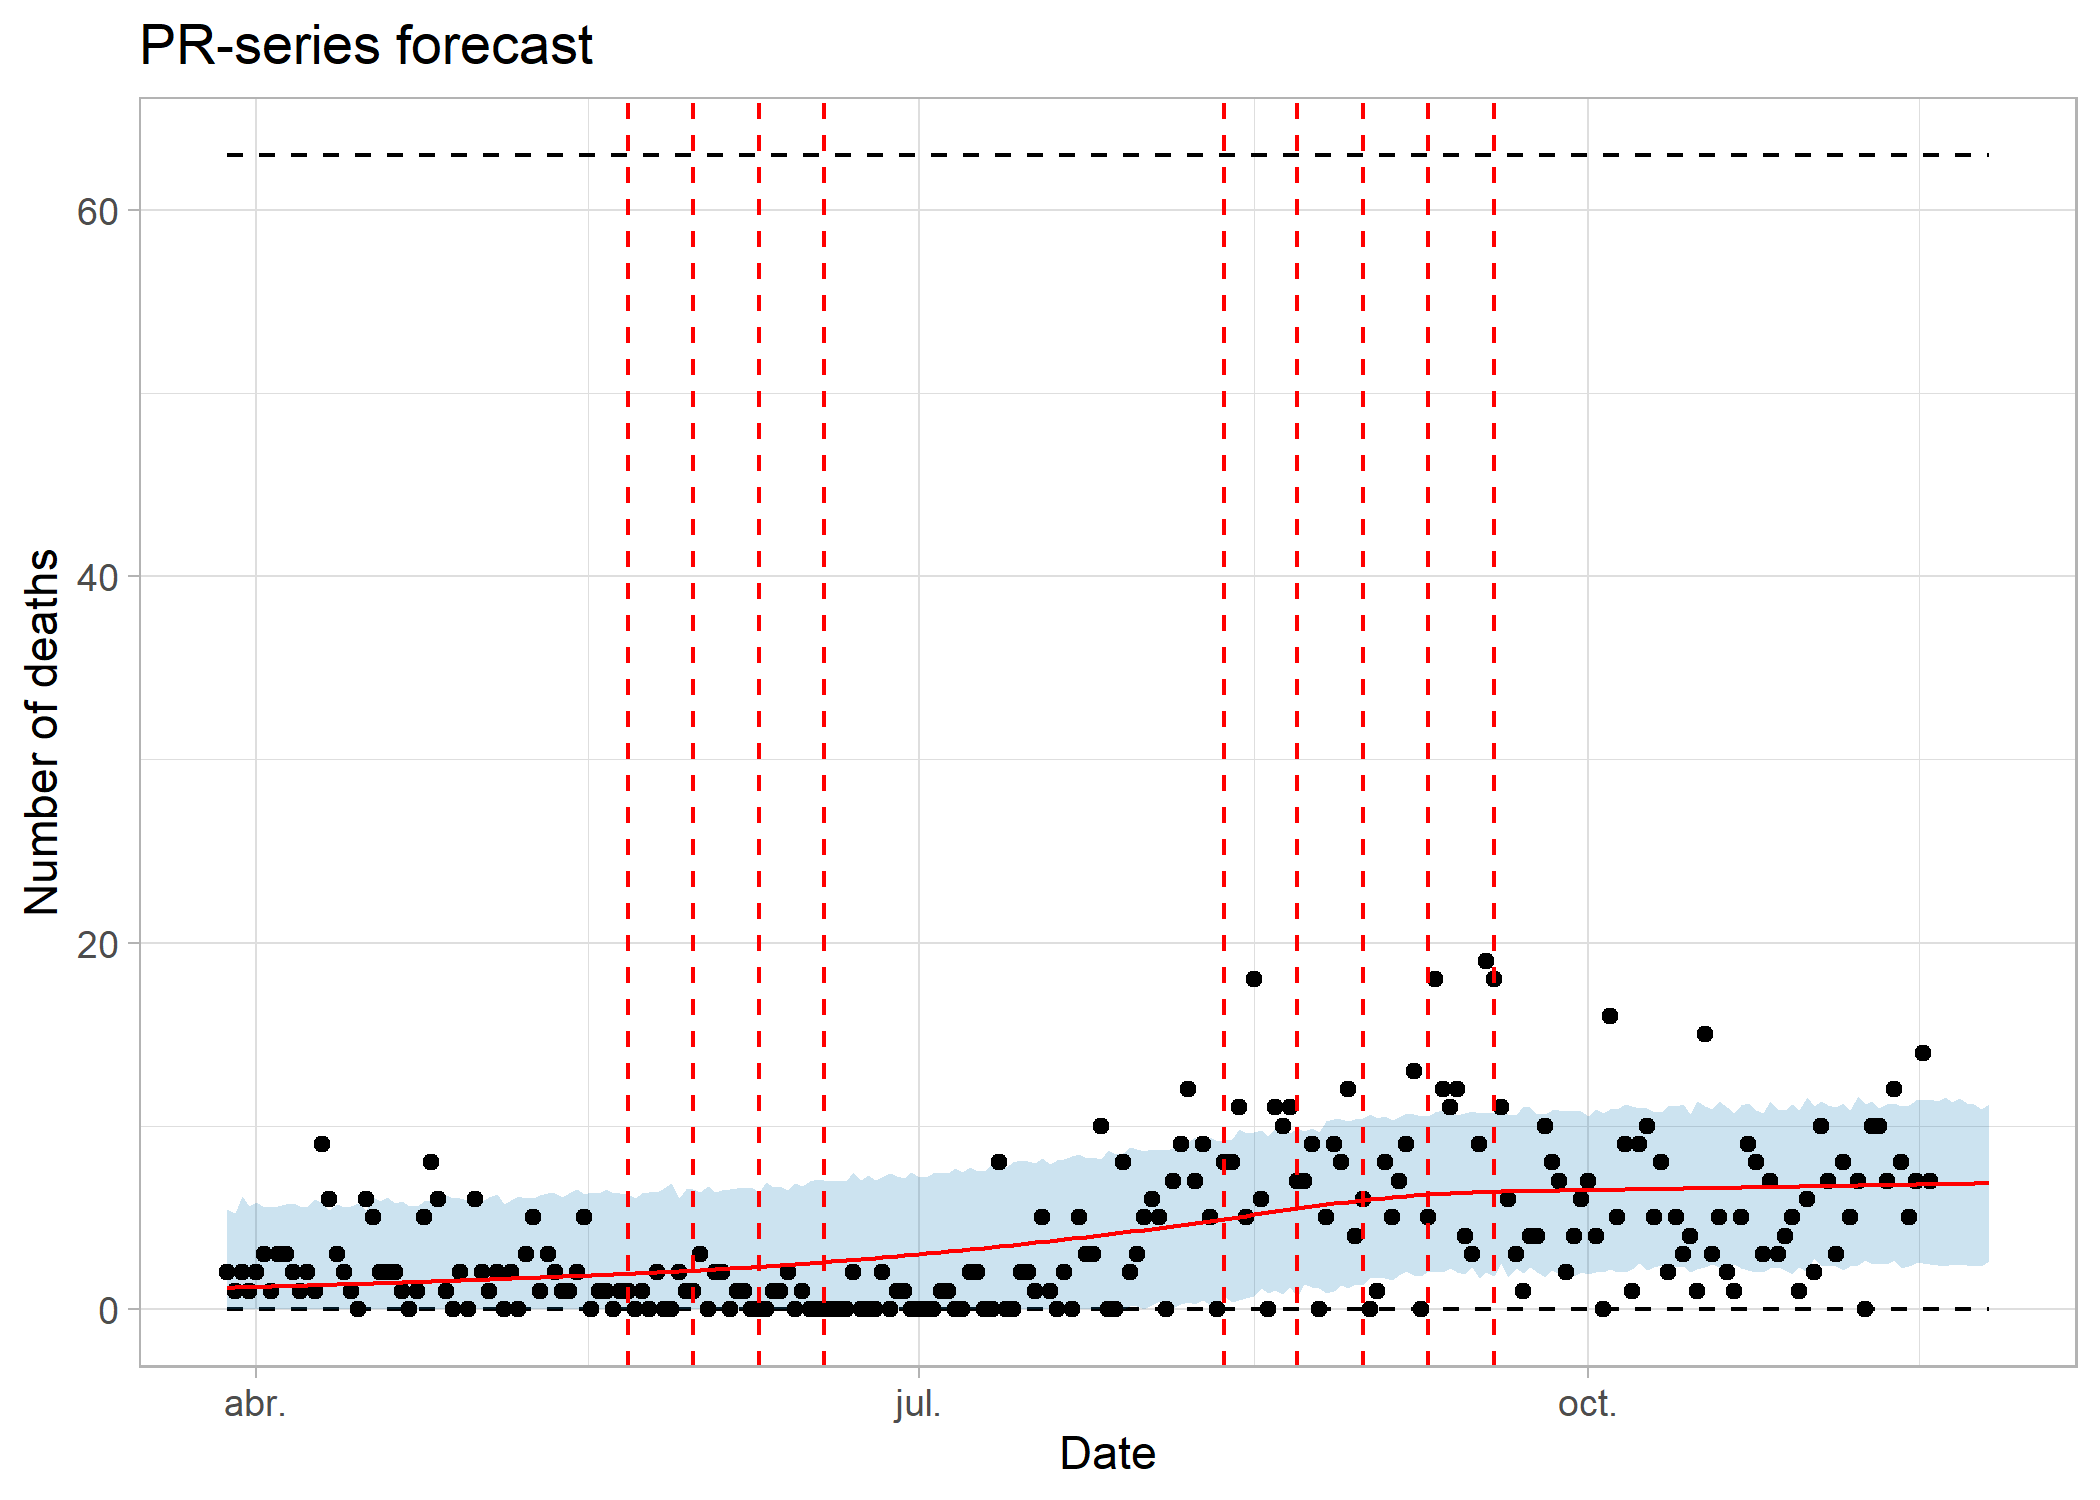 PR-series forecast
Number of deaths
60
40
20
0
abr.
jul.
oct.
Date